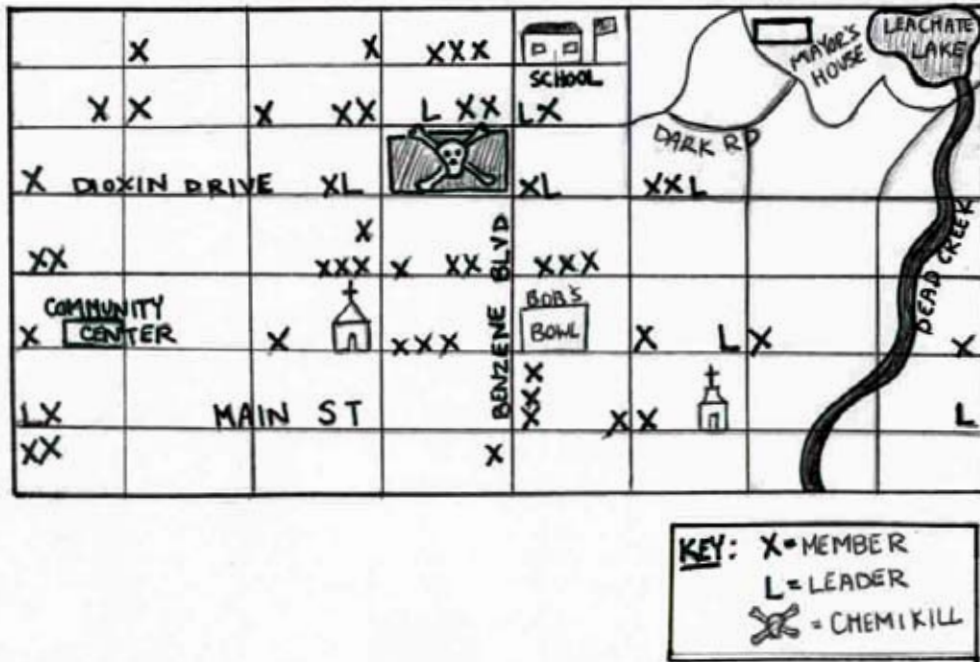 X X XXX
SCHOOL
MAYOR'S
HOUSE
LEACHATE
LAKE
X X X XX L XX LX
DARK RD
X DIOXIN DRIVE XL XL XXL
X
XX XXX X XX XXX
BENZENE BLVD
DEAD CREEK
COMMUNITY
CENTER
BOB'S
BOWL
X X XXX X L X X
X
X
LX MAIN ST X X X L
XX X
KEY: X=MEMBER
L=LEADER
= CHEMIKILL